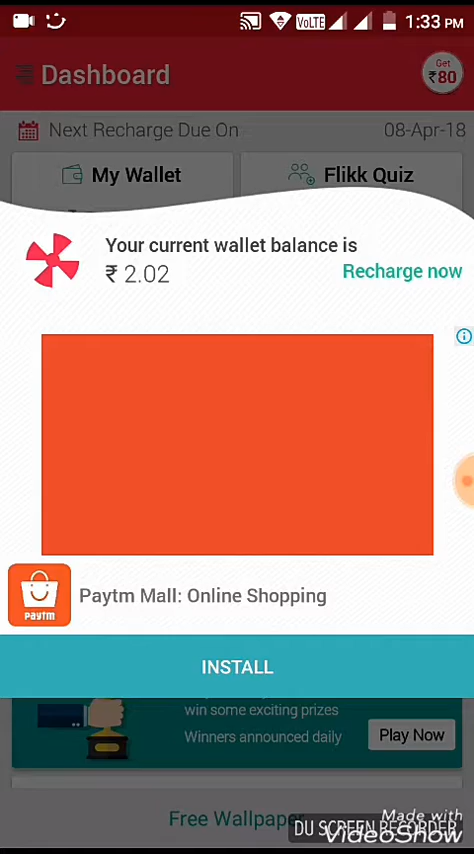 VoLTE
1:33 PM
Dashboard
Get
₹80
Next Recharge Due On
08-Apr-18
My Wallet
Flikk Quiz
Your current wallet balance is
₹ 2.02
Recharge now
Paytm
Paytm Mall: Online Shopping
INSTALL
win some exciting prizes
Winners announced daily
Play Now
Free Wallpaper
Made with
DU SCREEN RECORDER
VideoShow